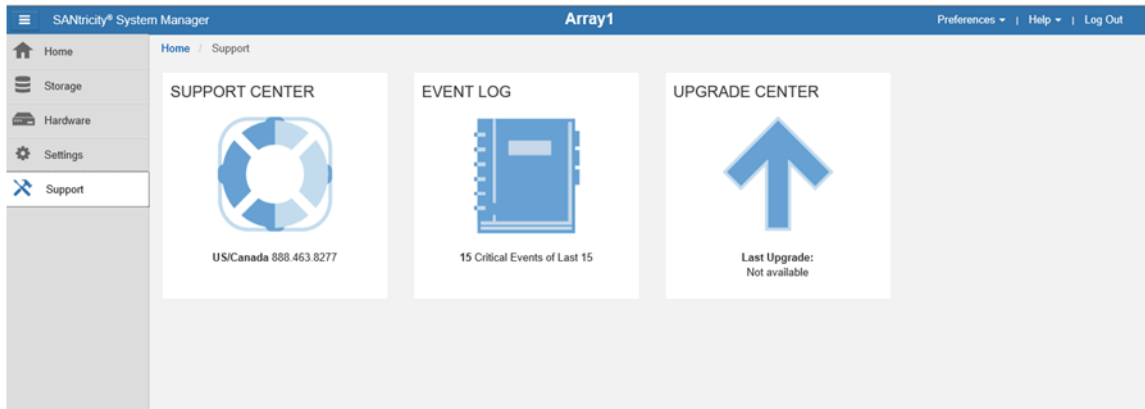 SANtricity® System Manager
Array1
Preferences | Help | Log Out
Home
Storage
Hardware
Settings
Support
Home / Support
SUPPORT CENTER
US/Canada 888.463.8277
EVENT LOG
15 Critical Events of Last 15
UPGRADE CENTER
Last Upgrade:
Not available